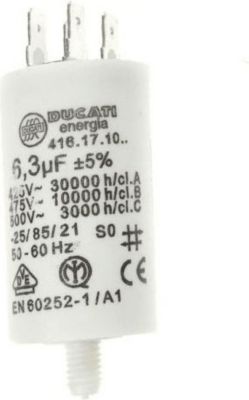 DUCATI
energia
416.17.10..
6,3µF ±5%
425V~ 30000 h/cl.A
475V~ 10000 h/cl.B
500V~ 3000 h/cl.C
-25/85/21 S0
50-60 Hz
EN 60252-1/A1